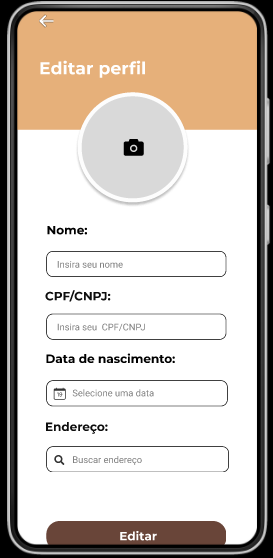 Editar perfil
Nome:
Insira seu nome
CPF/CNPJ:
Insira seu CPF/CNPJ
Data de nascimento:
19 Selecione uma data
Endereço:
Buscar endereço
Editar